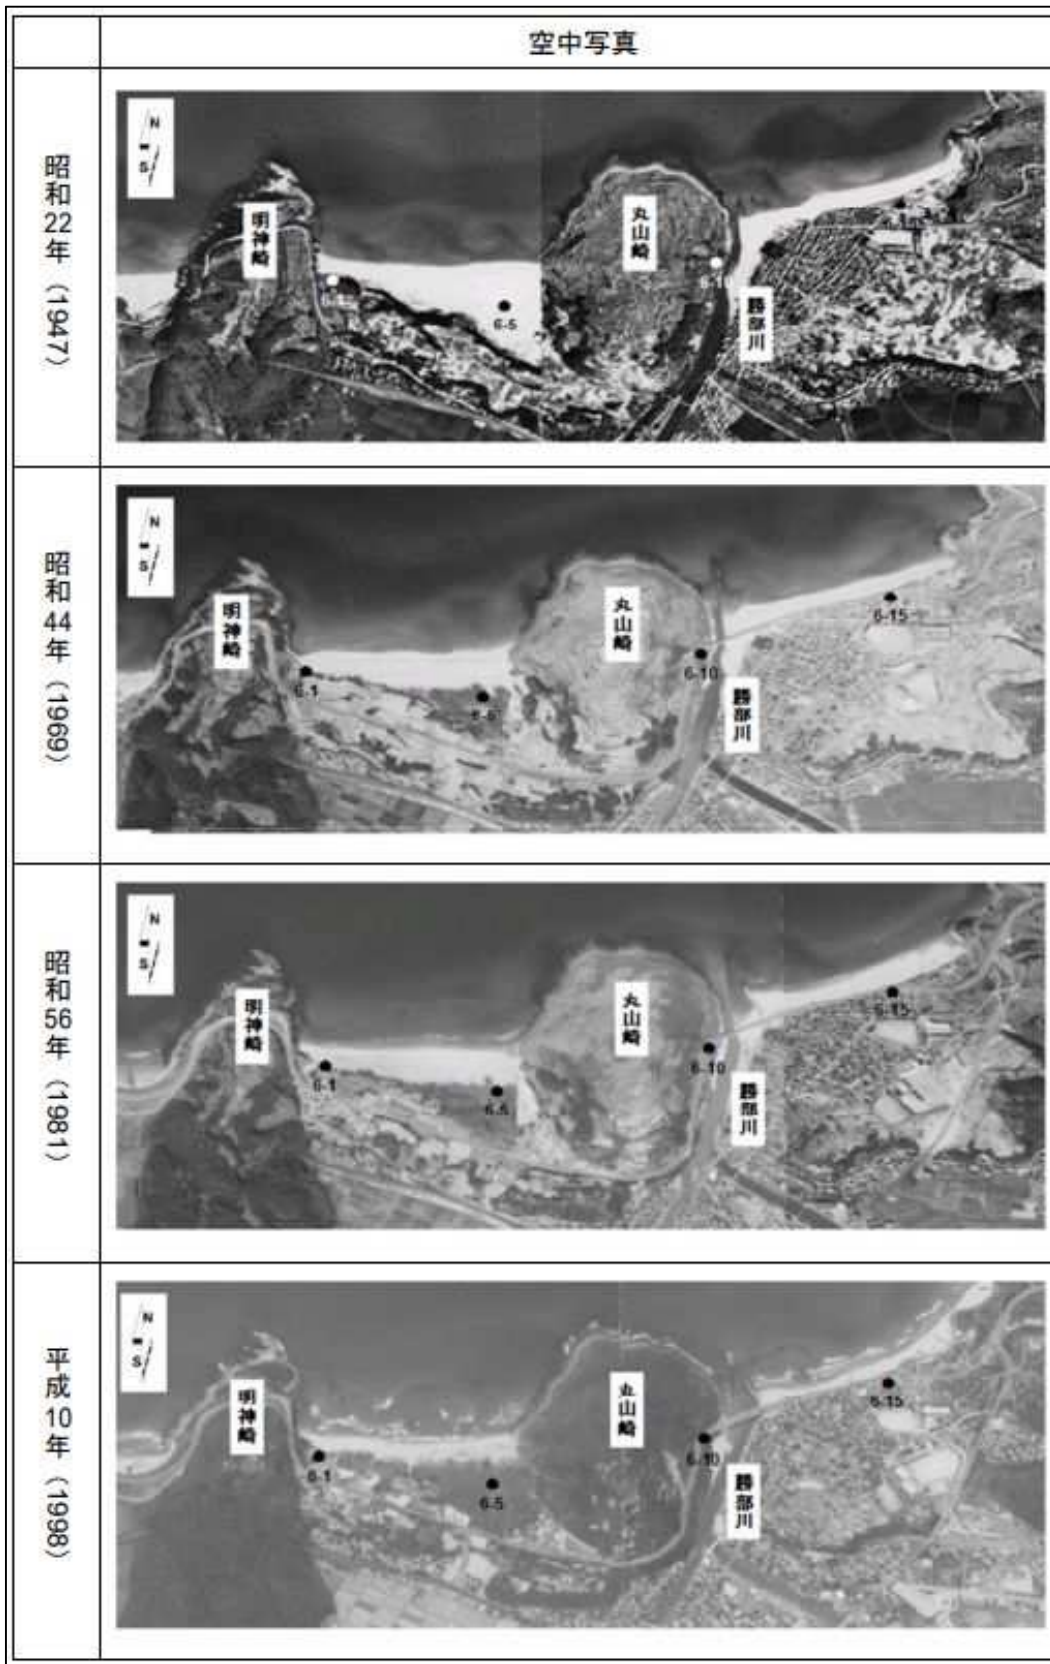 空中写真
昭和22年(1947)
N
S
明神崎
丸山崎
勝部川
6-5
昭和44年(1969)
N
S
明神崎
丸山崎
勝部川
6-1
6-5
6-10
6-15
昭和56年(1981)
N
S
明神崎
丸山崎
勝部川
6-1
6-5
6-10
6-15
平成10年(1998)
N
S
明神崎
丸山崎
勝部川
6-1
6-5
6-10
6-15